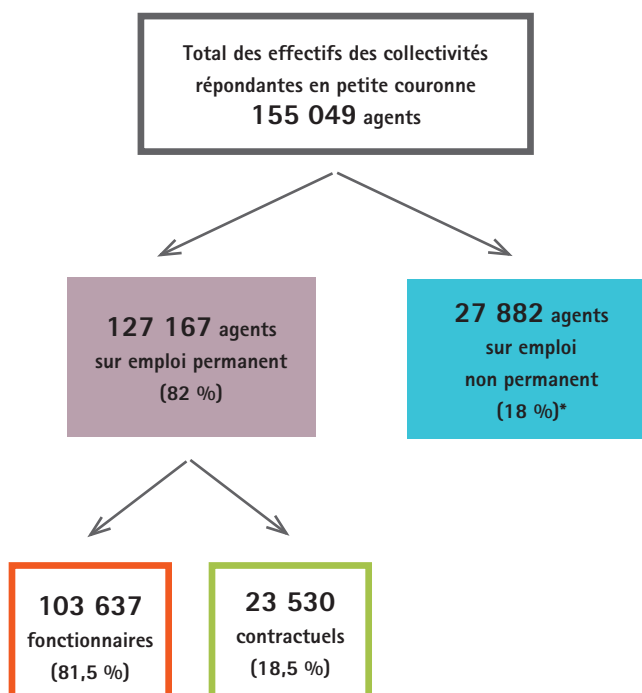 Total des effectifs des collectivités
répondantes en petite couronne
155 049 agents
127 167 agents
sur emploi permanent
(82 %)
27 882 agents
sur emploi
non permanent
(18 %)*
103 637
fonctionnaires
(81,5 %)
23 530
contractuels
(18,5 %)